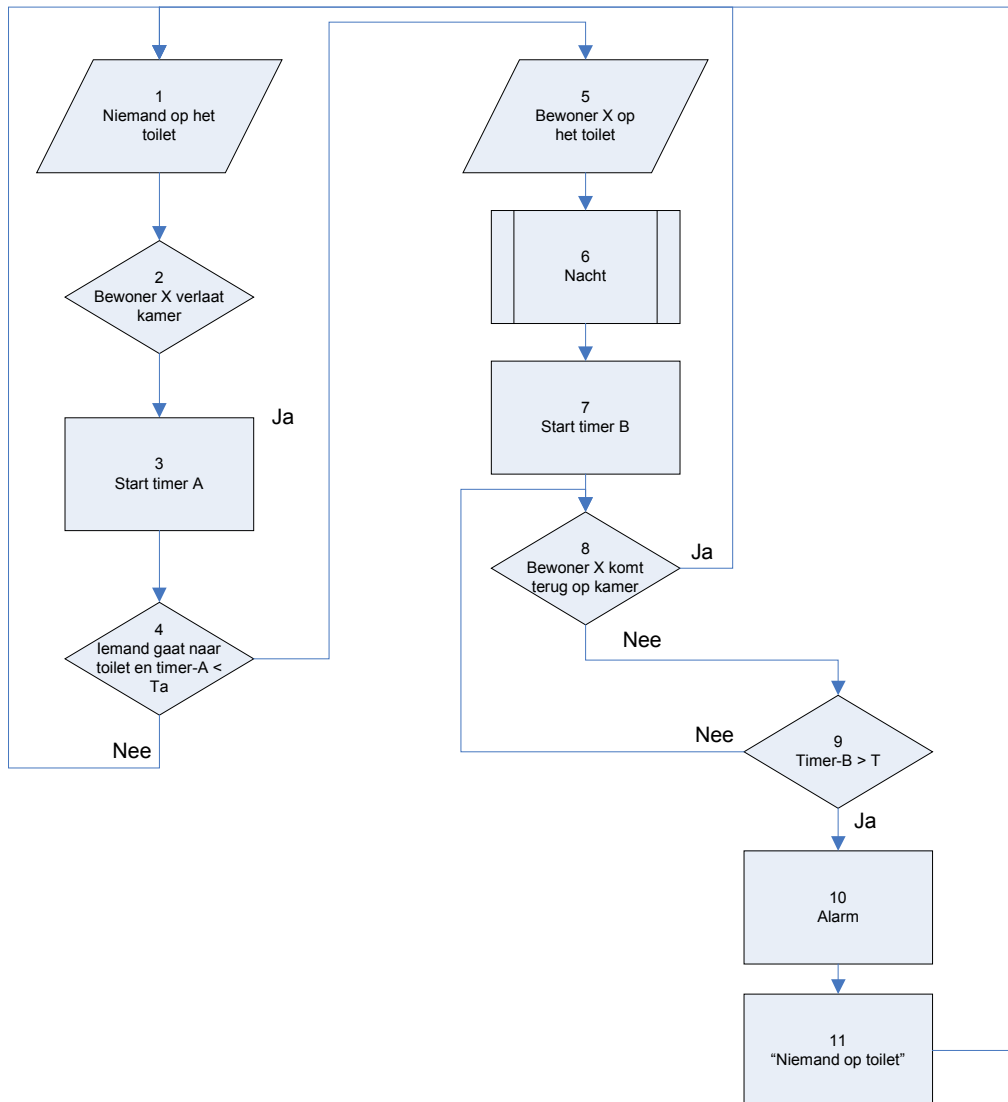 1
Niemand op het
toilet
2
Bewoner X verlaat
kamer
Ja
3
Start timer A
4
Iemand gaat naar
toilet en timer-A <
Ta
Nee
5
Bewoner X op
het toilet
6
Nacht
7
Start timer B
8
Bewoner X komt
terug op kamer
Ja
Nee
9
Timer-B > T
Nee
Ja
10
Alarm
11
“Niemand op toilet”